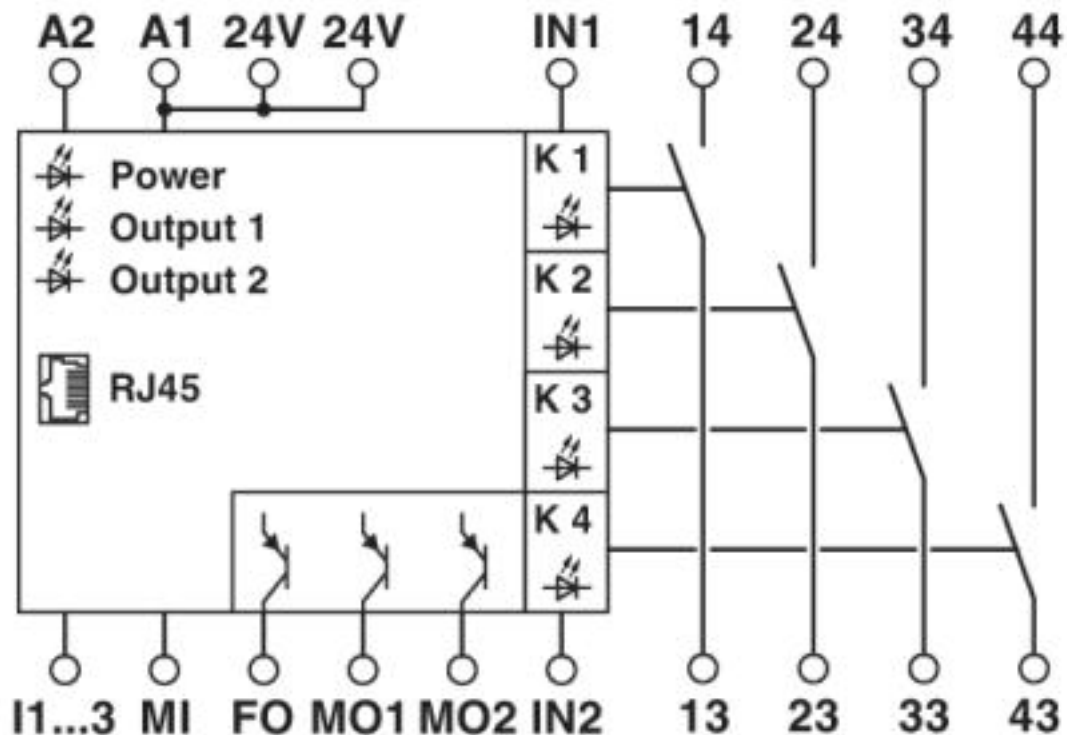 A2 A1 24V 24V IN1 14 24 34 44
K 1
Power
Output 1
Output 2
K 2
RJ45
K 3
K 4
I1...3 MI FO MO1 MO2 IN2 13 23 33 43